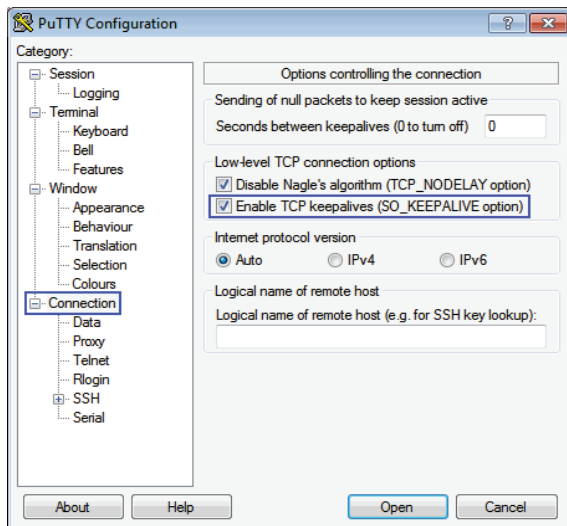 PuTTY Configuration
Category:
Session
Logging
Terminal
Keyboard
Bell
Features
Window
Appearance
Behaviour
Translation
Selection
Colours
Connection
Data
Proxy
Telnet
Rlogin
SSH
Serial
Options controlling the connection
Sending of null packets to keep session active
Seconds between keepalives (0 to turn off) 0
Low-level TCP connection options
Disable Nagle's algorithm (TCP_NODELAY option)
Enable TCP keepalives (SO_KEEPALIVE option)
Internet protocol version
Auto IPv4 IPv6
Logical name of remote host
Logical name of remote host (e.g. for SSH key lookup):
About Help Open Cancel